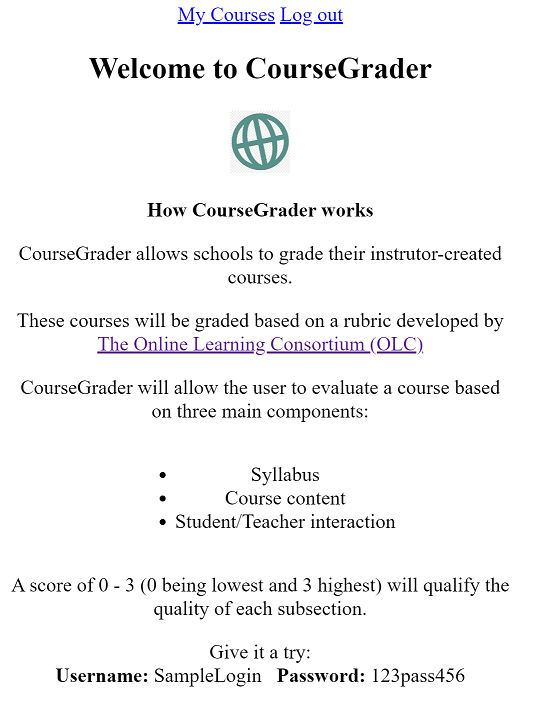 My Courses Log out
Welcome to CourseGrader
How CourseGrader works
CourseGrader allows schools to grade their instrutor-created
courses.
These courses will be graded based on a rubric developed by
The Online Learning Consortium (OLC)
CourseGrader will allow the user to evaluate a course based
on three main components:
• Syllabus
• Course content
• Student/Teacher interaction
A score of 0 - 3 (0 being lowest and 3 highest) will qualify the
quality of each subsection.
Give it a try:
Username: SampleLogin Password: 123pass456